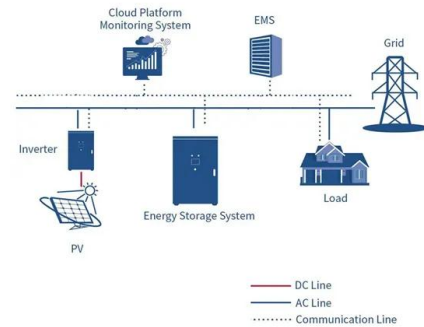 Cloud Platform
Monitoring System
EMS
Grid
Inverter
Energy Storage System
Load
PV
DC Line
AC Line
Communication Line